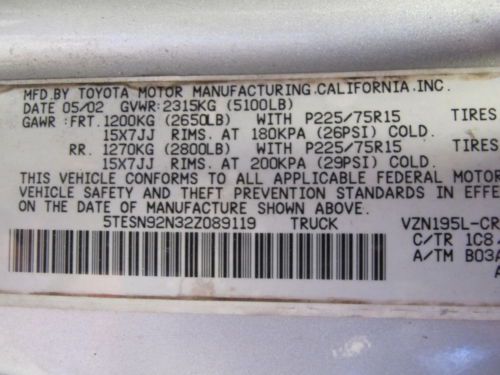 MFD.BY TOYOTA MOTOR MANUFACTURING.CALIFORNIA.INC.
DATE 05/02 GVWR:2315KG (5100LB)
GAWR:FRT.1200KG (2650LB) WITH P225/75R15 TIRES
15X7JJ RIMS. AT 180KPA (26PSI) COLD.
RR. 1270KG (2800LB) WITH P225/75R15 TIRES
15X7JJ RIMS. AT 200KPA (29PSI) COLD.
THIS VEHICLE CONFORMS TO ALL APPLICABLE FEDERAL MOTOR
VEHICLE SAFETY AND THEFT PREVENTION STANDARDS IN EFFE
ON THE DATE OF MANUFACTURE SHOWN ABOVE.
5TESN92N32Z089119 TRUCK VZN195L-CR
C/TR 1C8
A/TM B03A